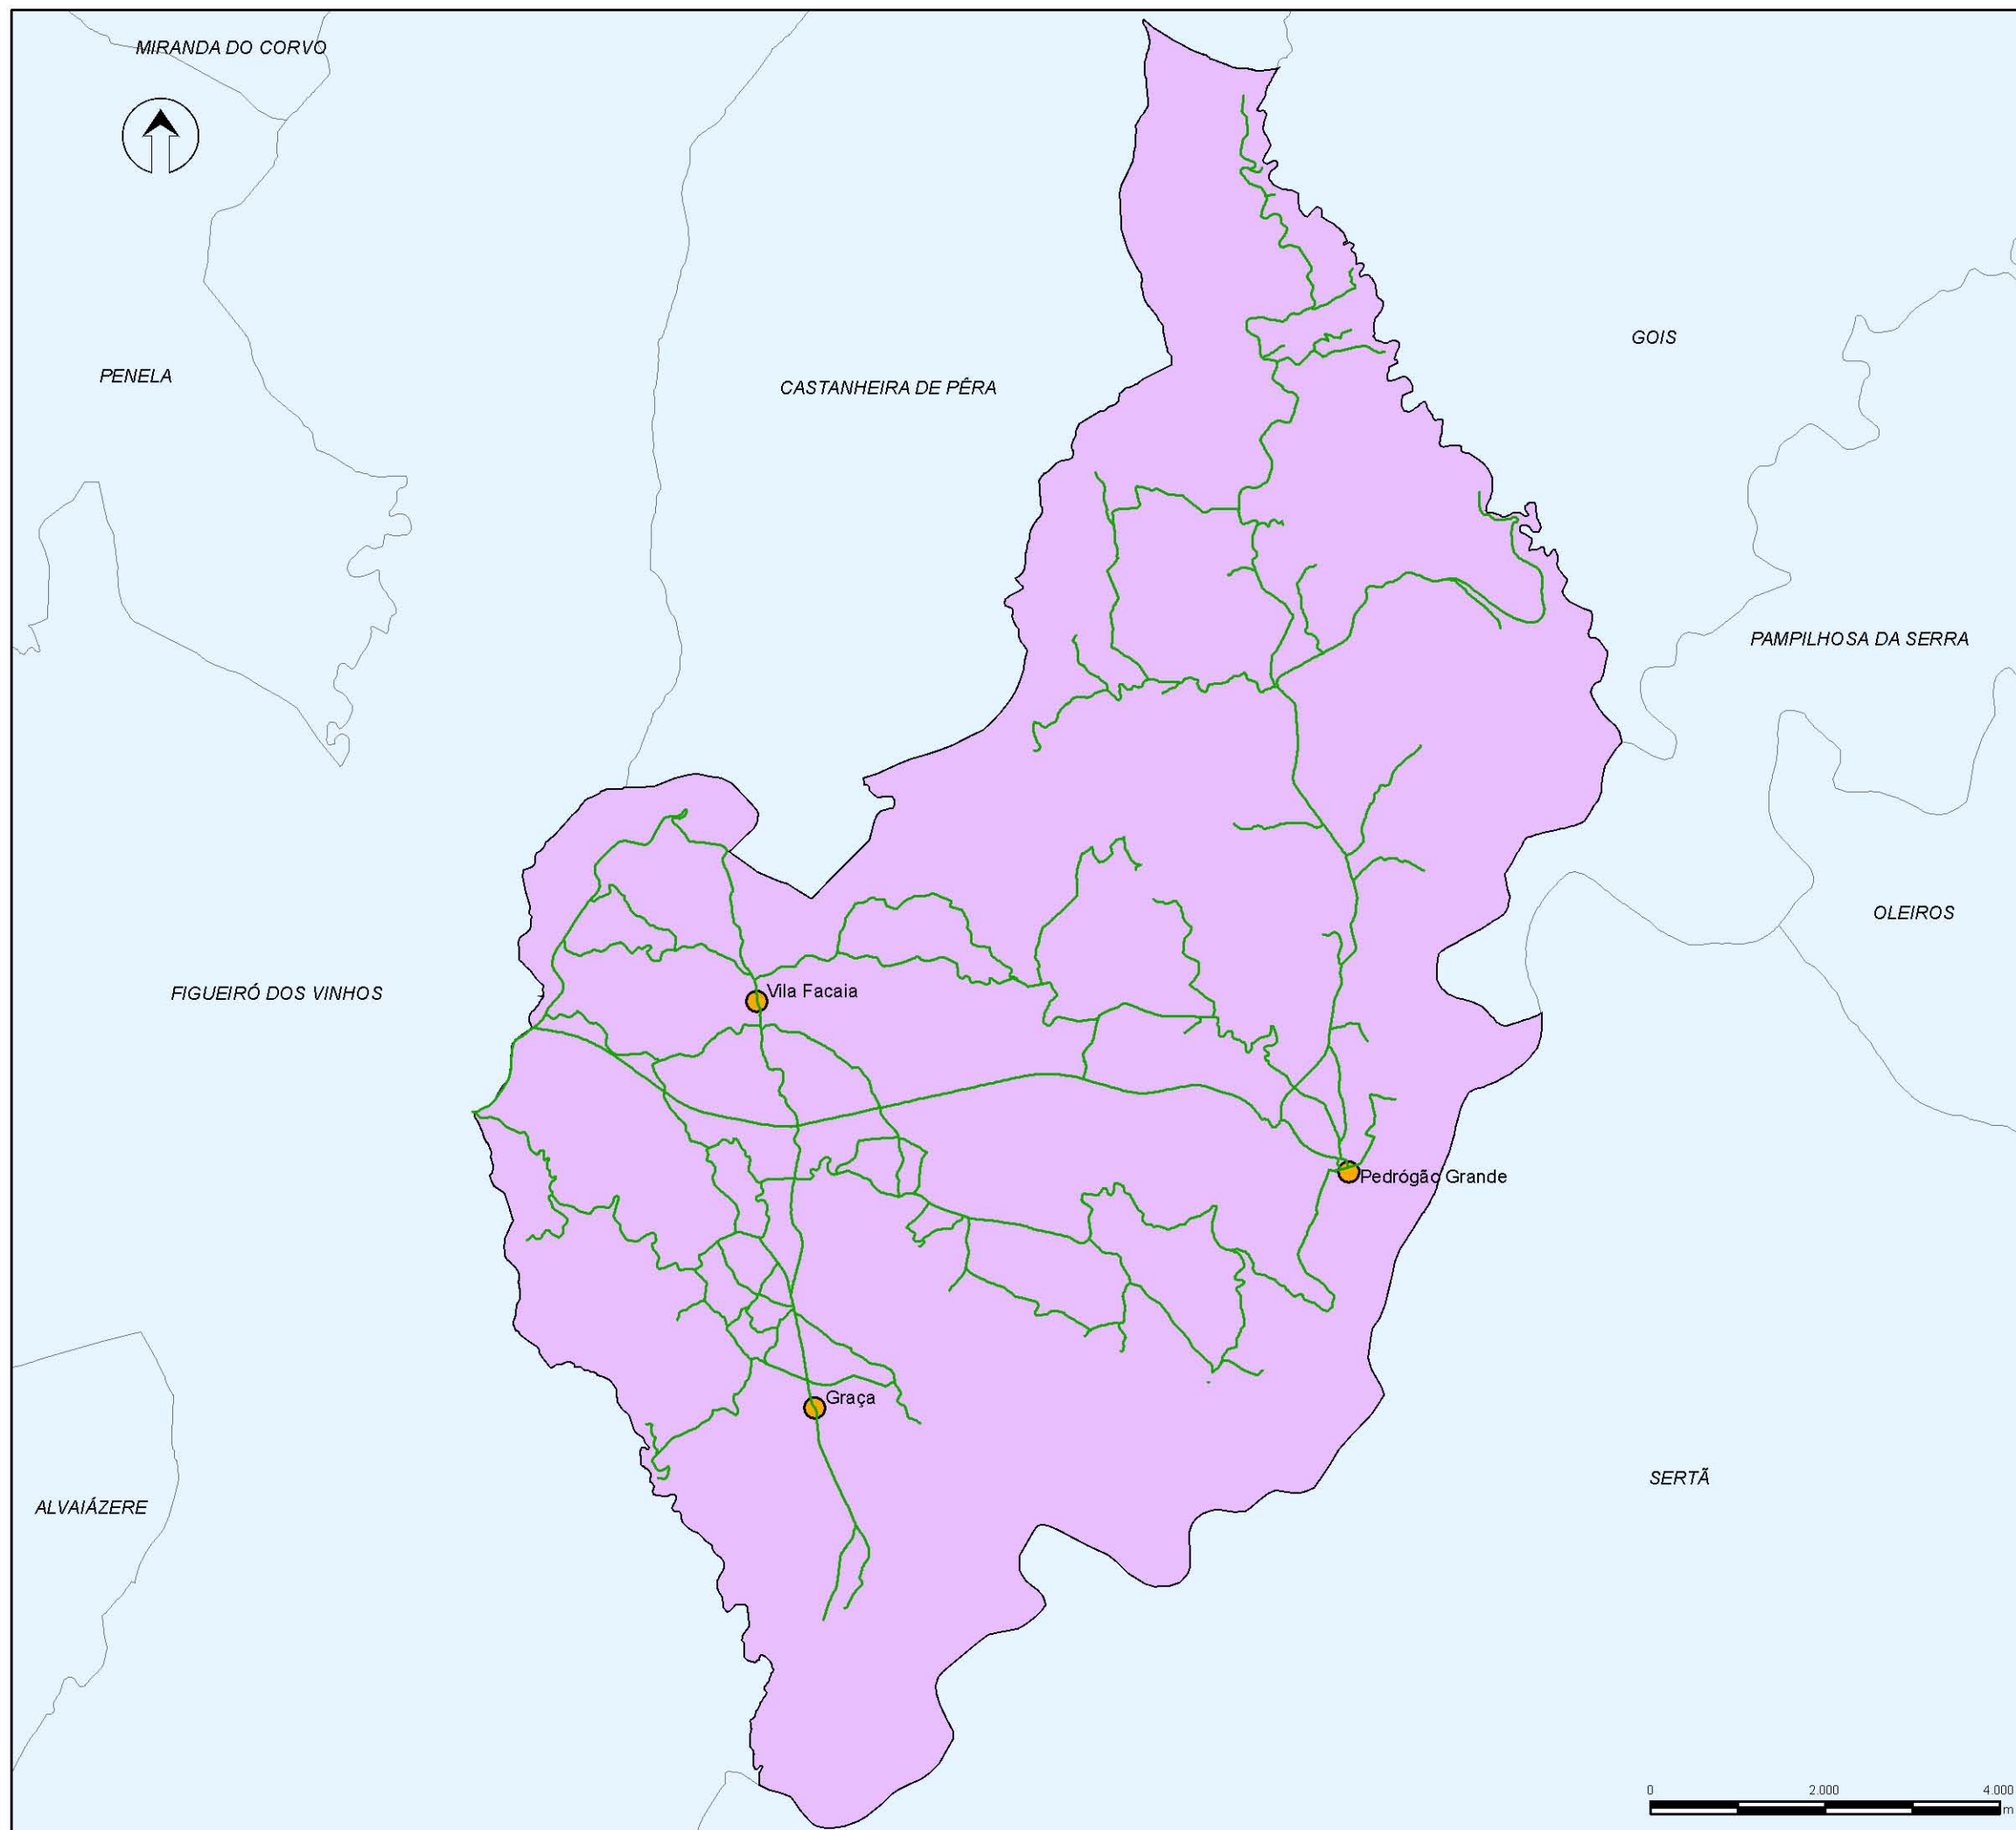 MIRANDA DO CORVO
GOIS
PENELA
CASTANHEIRA DE PÊRA
PAMPILHOSA DA SERRA
OLEIROS
Vila Facaia
FIGUEIRÓ DOS VINHOS
Pedrógão Grande
Graça
SERTÃ
ALVAIÁZERE
0 2.000 4.000
m